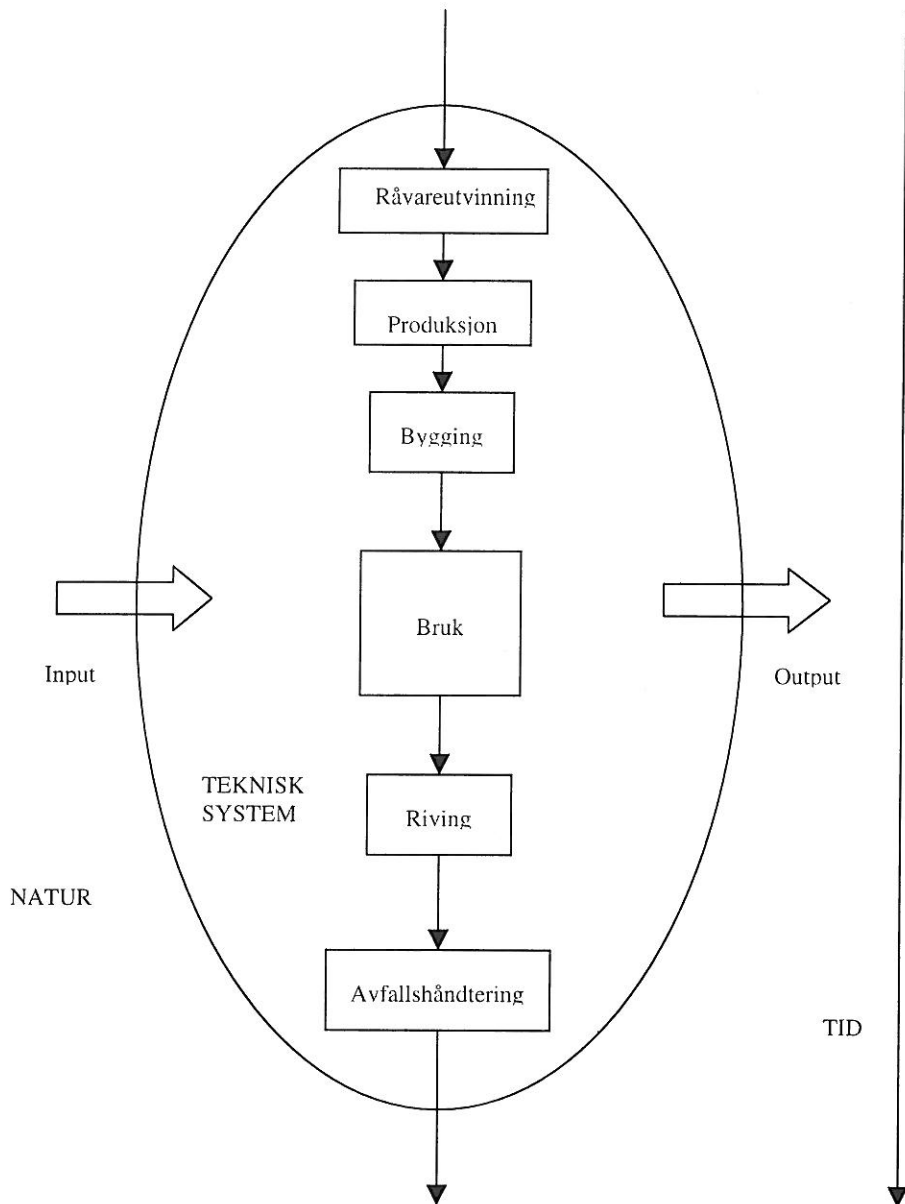 Råvareutvinning
Produksjon
Bygging
Bruk
Input
Output
TEKNISK
SYSTEM
Riving
NATUR
Avfallshåndtering
TID